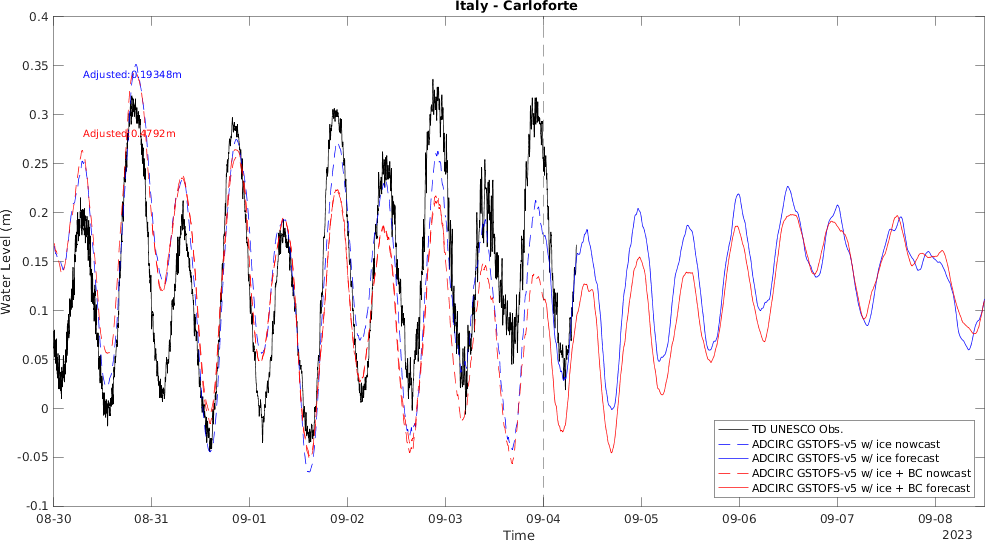 Italy - Carloforte
Water Level (m)
0.4
0.35
0.3
0.25
0.2
0.15
0.1
0.05
0
-0.05
-0.1
Adjusted:0.19348m
Adjusted:0.4792m
TD UNESCO Obs.
ADCIRC GSTOFS-v5 w/ ice nowcast
ADCIRC GSTOFS-v5 w/ ice forecast
ADCIRC GSTOFS-v5 w/ ice + BC nowcast
ADCIRC GSTOFS-v5 w/ ice + BC forecast
08-30 08-31 09-01 09-02 09-03 09-04 09-05 09-06 09-07 09-08
Time
2023